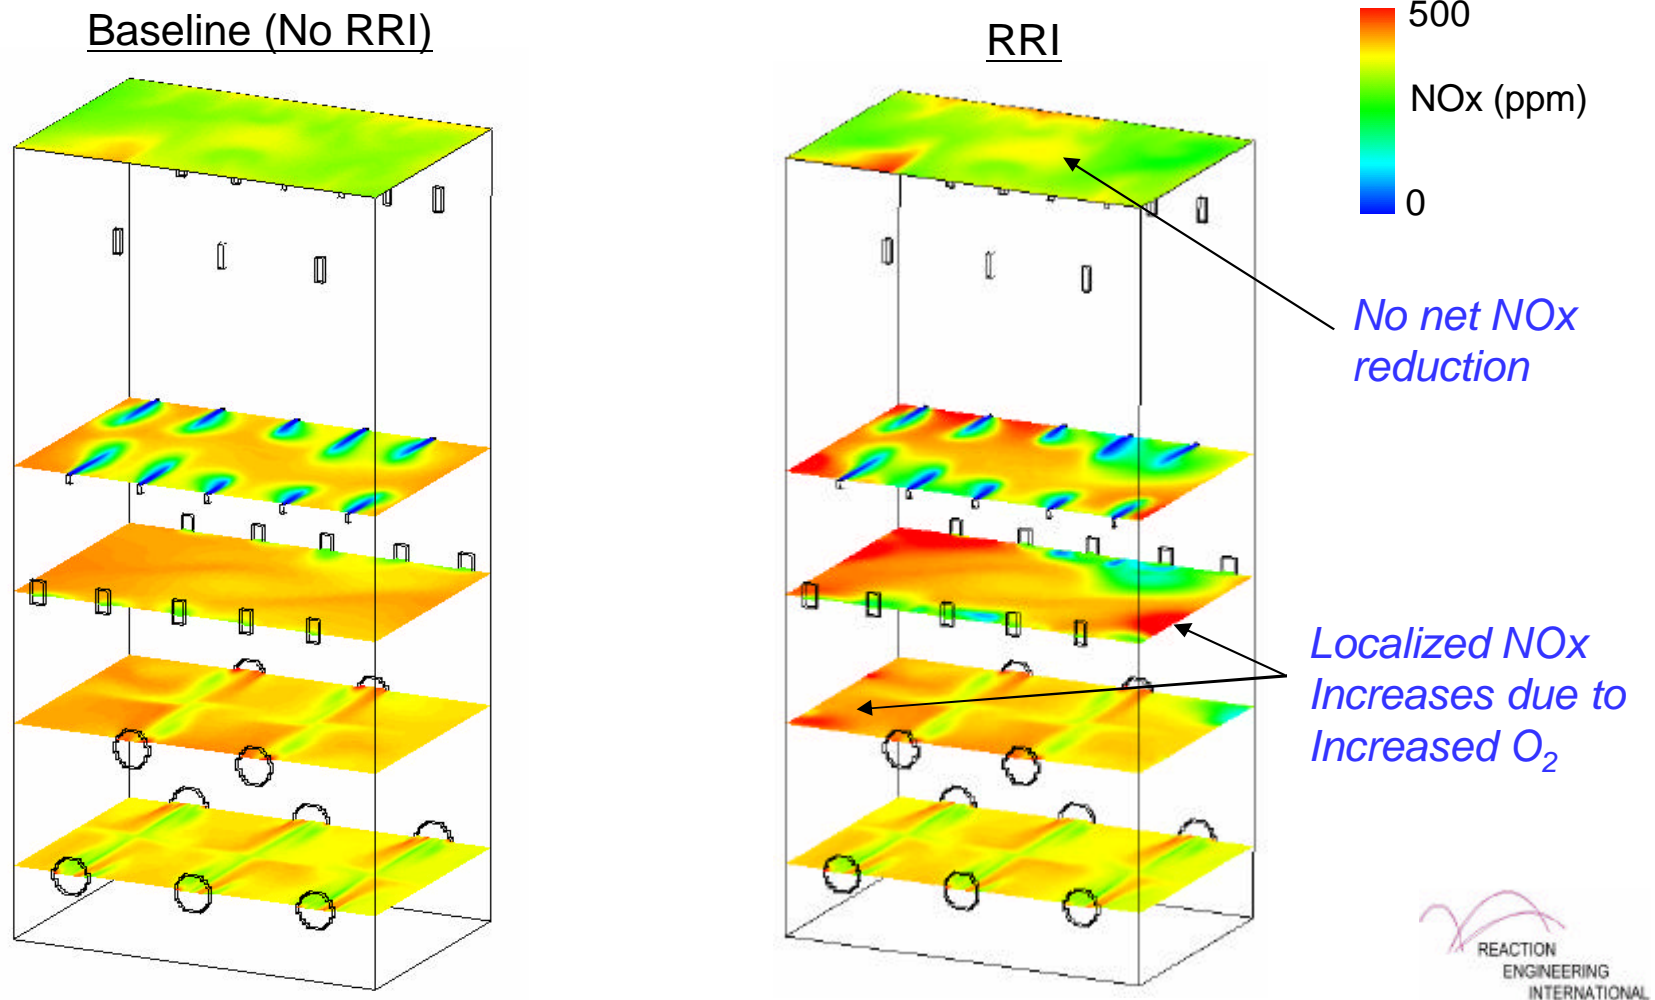 Baseline (No RRI)
RRI
500
NOx (ppm)
0
No net NOx
reduction
Localized NOx
Increases due to
Increased O₂
REACTION
ENGINEERING
INTERNATIONAL